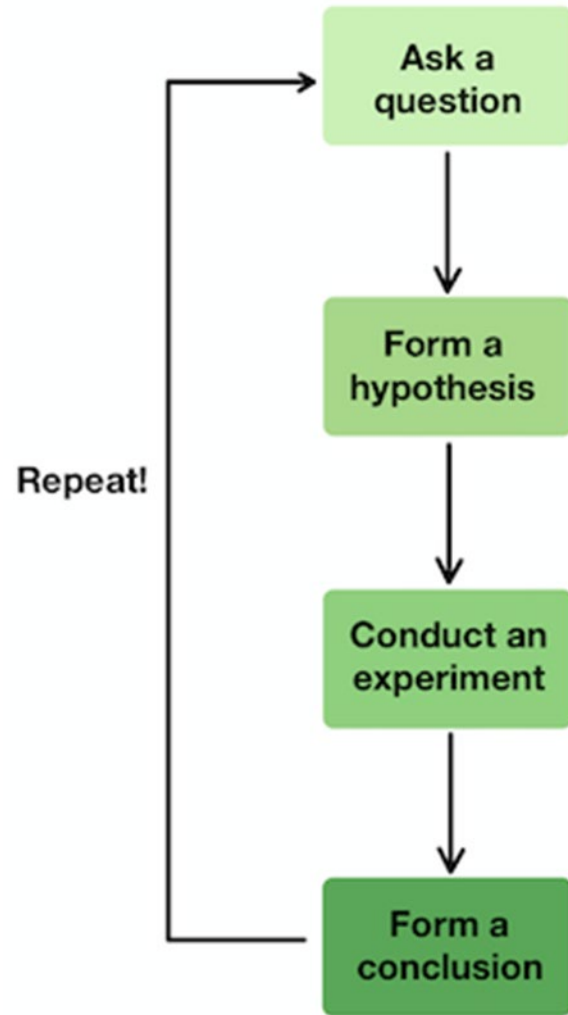 Ask a
question
Form a
hypothesis
Repeat!
Conduct an
experiment
Form a
conclusion